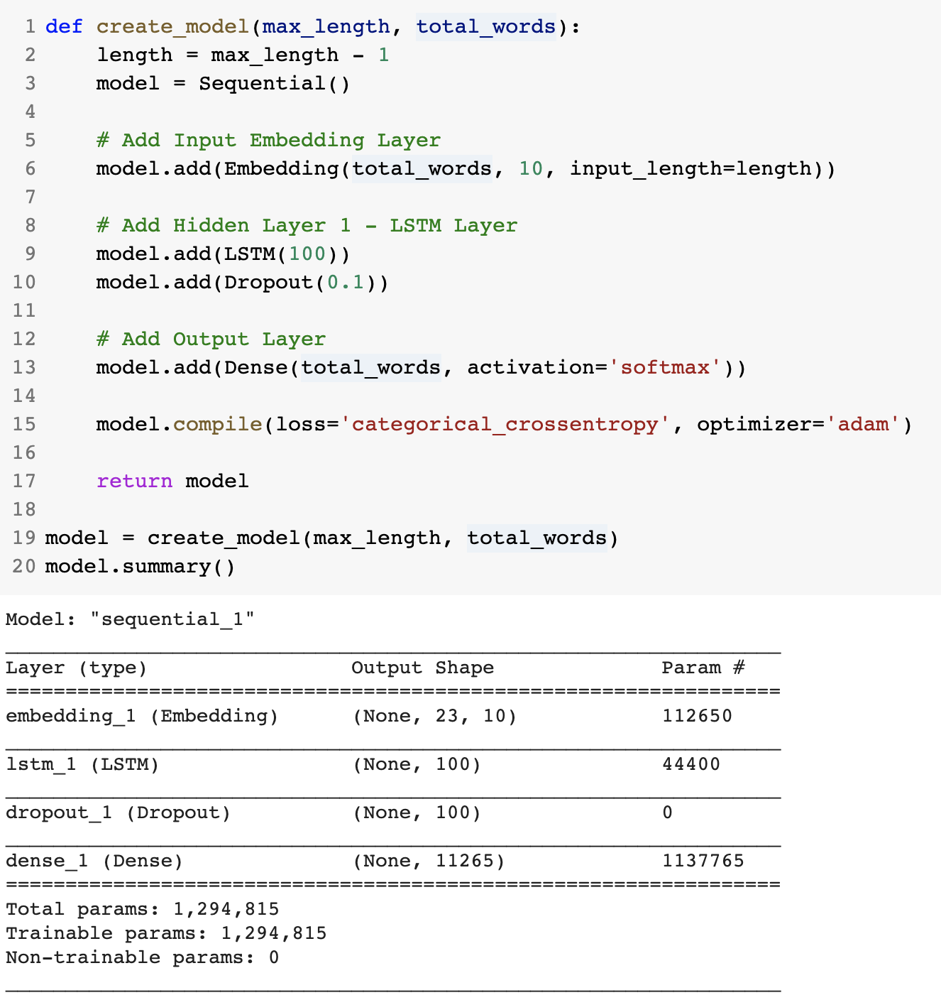 1 def create_model(max_length, total_words):
2     length = max_length - 1
3     model = Sequential()
4
5     # Add Input Embedding Layer
6     model.add(Embedding(total_words, 10, input_length=length))
7
8     # Add Hidden Layer 1 - LSTM Layer
9     model.add(LSTM(100))
10     model.add(Dropout(0.1))
11
12     # Add Output Layer
13     model.add(Dense(total_words, activation='softmax'))
14
15     model.compile(loss='categorical_crossentropy', optimizer='adam')
16
17     return model
18
19 model = create_model(max_length, total_words)
20 model.summary()
Model: "sequential_1"
_________________________________________________________________
Layer (type)                 Output Shape              Param #
=================================================================
embedding_1 (Embedding)      (None, 23, 10)            112650
_________________________________________________________________
lstm_1 (LSTM)                (None, 100)               44400
_________________________________________________________________
dropout_1 (Dropout)          (None, 100)               0
_________________________________________________________________
dense_1 (Dense)              (None, 11265)             1137765
=================================================================
Total params: 1,294,815
Trainable params: 1,294,815
Non-trainable params: 0
_________________________________________________________________